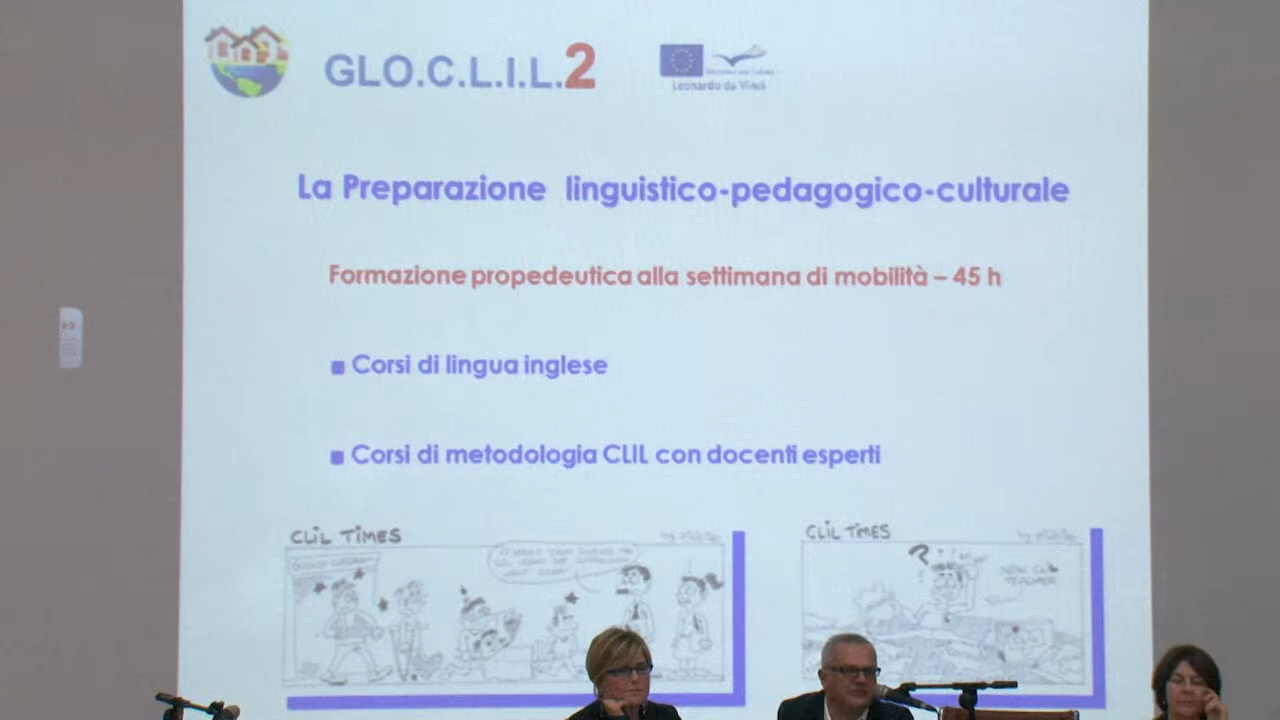 GLO.C.L.I.L.2
Leonardo da Vinci
La Preparazione linguistico-pedagogico-culturale
Formazione propedeutica alla settimana di mobilità – 45 h
Corsi di lingua inglese
Corsi di metodologia CLIL con docenti esperti
CLIL TIMES
CLIL TIMES
?
NEW CLIL
TEACHER